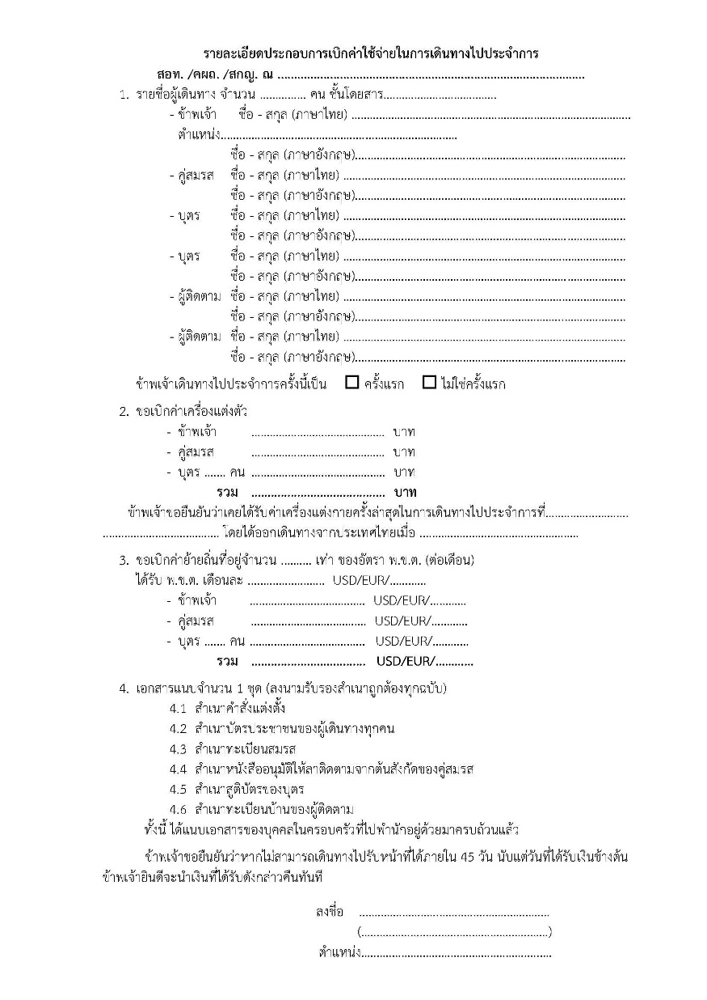 รายละเอียดประกอบการเบิกค่าใช้จ่ายในการเดินทางไปประจำการ
สอท. /คผถ. /สกญ. ณ ................................................................................................
1. รายชื่อผู้เดินทาง จำนวน ............... คน ชั้นโดยสาร.....................................
- ข้าพเจ้า ชื่อ - สกุล (ภาษาไทย) ...........................................................................................
ตำแหน่ง.............................................................................
ชื่อ - สกุล (ภาษาอังกฤษ)........................................................................................
- คู่สมรส ชื่อ - สกุล (ภาษาไทย) ............................................................................................
ชื่อ - สกุล (ภาษาอังกฤษ)........................................................................................
- บุตร ชื่อ - สกุล (ภาษาไทย) ............................................................................................
ชื่อ - สกุล (ภาษาอังกฤษ)........................................................................................
- บุตร ชื่อ - สกุล (ภาษาไทย) ............................................................................................
ชื่อ - สกุล (ภาษาอังกฤษ)........................................................................................
- ผู้ติดตาม ชื่อ - สกุล (ภาษาไทย) ............................................................................................
ชื่อ - สกุล (ภาษาอังกฤษ)........................................................................................
- ผู้ติดตาม ชื่อ - สกุล (ภาษาไทย) ............................................................................................
ชื่อ - สกุล (ภาษาอังกฤษ)........................................................................................
ข้าพเจ้าเดินทางไปประจำการครั้งนี้เป็น ☐ ครั้งแรก ☐ ไม่ใช่ครั้งแรก
2. ขอเบิกค่าเครื่องแต่งตัว
- ข้าพเจ้า ........................................... บาท
- คู่สมรส ........................................... บาท
- บุตร ....... คน ........................................... บาท
รวม ......................................... บาท
ข้าพเจ้าขอยืนยันว่าเคยได้รับค่าเครื่องแต่งกายครั้งล่าสุดในการเดินทางไปประจำการที่...........................
...................................... โดยได้ออกเดินทางจากประเทศไทยเมื่อ ....................................................
3. ขอเบิกค่าย้ายถิ่นที่อยู่จำนวน .......... เท่า ของอัตรา พ.ข.ต. (ต่อเดือน)
ได้รับ พ.ข.ต. เดือนละ ......................... USD/EUR/............
- ข้าพเจ้า ..................................... USD/EUR/............
- คู่สมรส ..................................... USD/EUR/............
- บุตร ....... คน ..................................... USD/EUR/............
รวม ................................... USD/EUR/............
4. เอกสารแนบจำนวน 1 ชุด (ลงนามรับรองสำเนาถูกต้องทุกฉบับ)
4.1 สำเนาคำสั่งแต่งตั้ง
4.2 สำเนาบัตรประชาชนของผู้เดินทางทุกคน
4.3 สำเนาทะเบียนสมรส
4.4 สำเนาหนังสืออนุมัติให้ลาติดตามจากต้นสังกัดของคู่สมรส
4.5 สำเนาสูติบัตรของบุตร
4.6 สำเนาทะเบียนบ้านของผู้ติดตาม
ทั้งนี้ ได้แนบเอกสารของบุคคลในครอบครัวที่ไปพำนักอยู่ด้วยมาครบถ้วนแล้ว
ข้าพเจ้าขอยืนยันว่าหากไม่สามารถเดินทางไปรับหน้าที่ได้ภายใน 45 วัน นับแต่วันที่ได้รับเงินข้างต้น
ข้าพเจ้ายินดีจะนำเงินที่ได้รับดังกล่าวคืนทันที
ลงชื่อ ..............................................................
(.............................................................)
ตำแหน่ง..............................................................